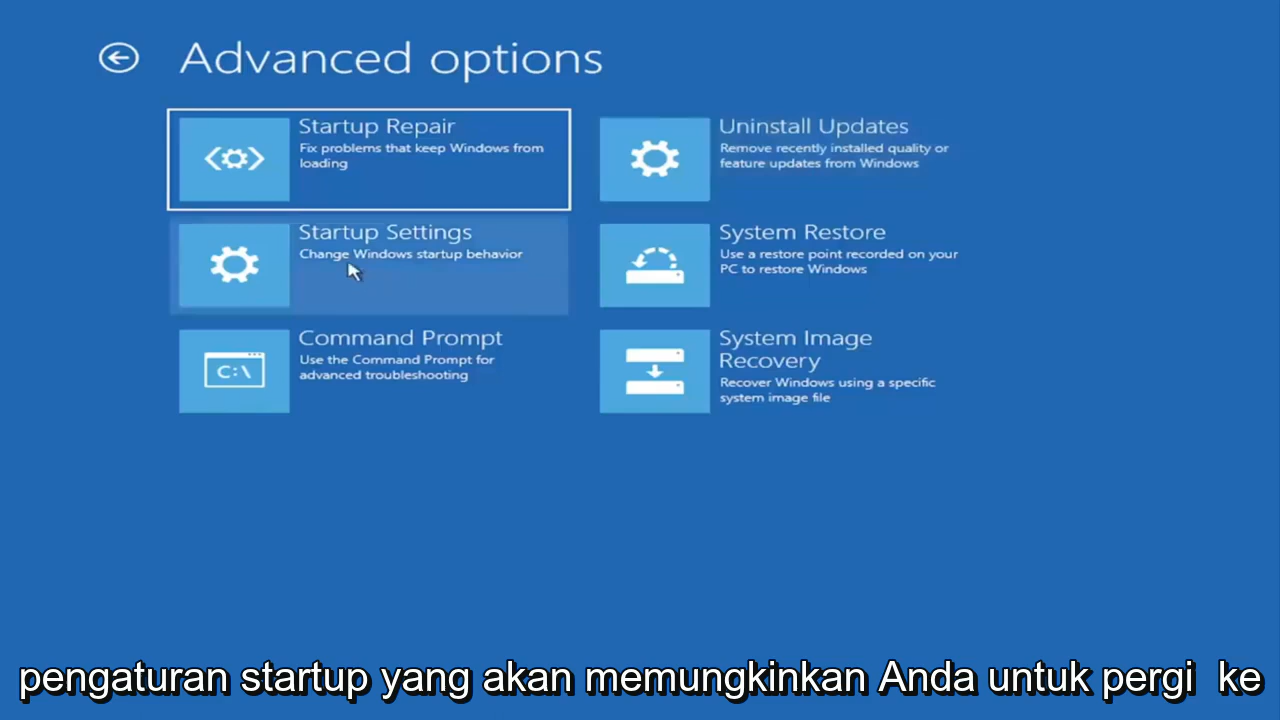 Advanced options
Startup Repair
Fix problems that keep Windows from
loading
Uninstall Updates
Remove recently installed quality or
feature updates from Windows
Startup Settings
Change Windows startup behavior
System Restore
Use a restore point recorded on your
PC to restore Windows
Command Prompt
Use the Command Prompt for
advanced troubleshooting
C:\
System Image
Recovery
Recover Windows using a specific
system image file
pengaturan startup yang akan memungkinkan Anda untuk pergi  ke